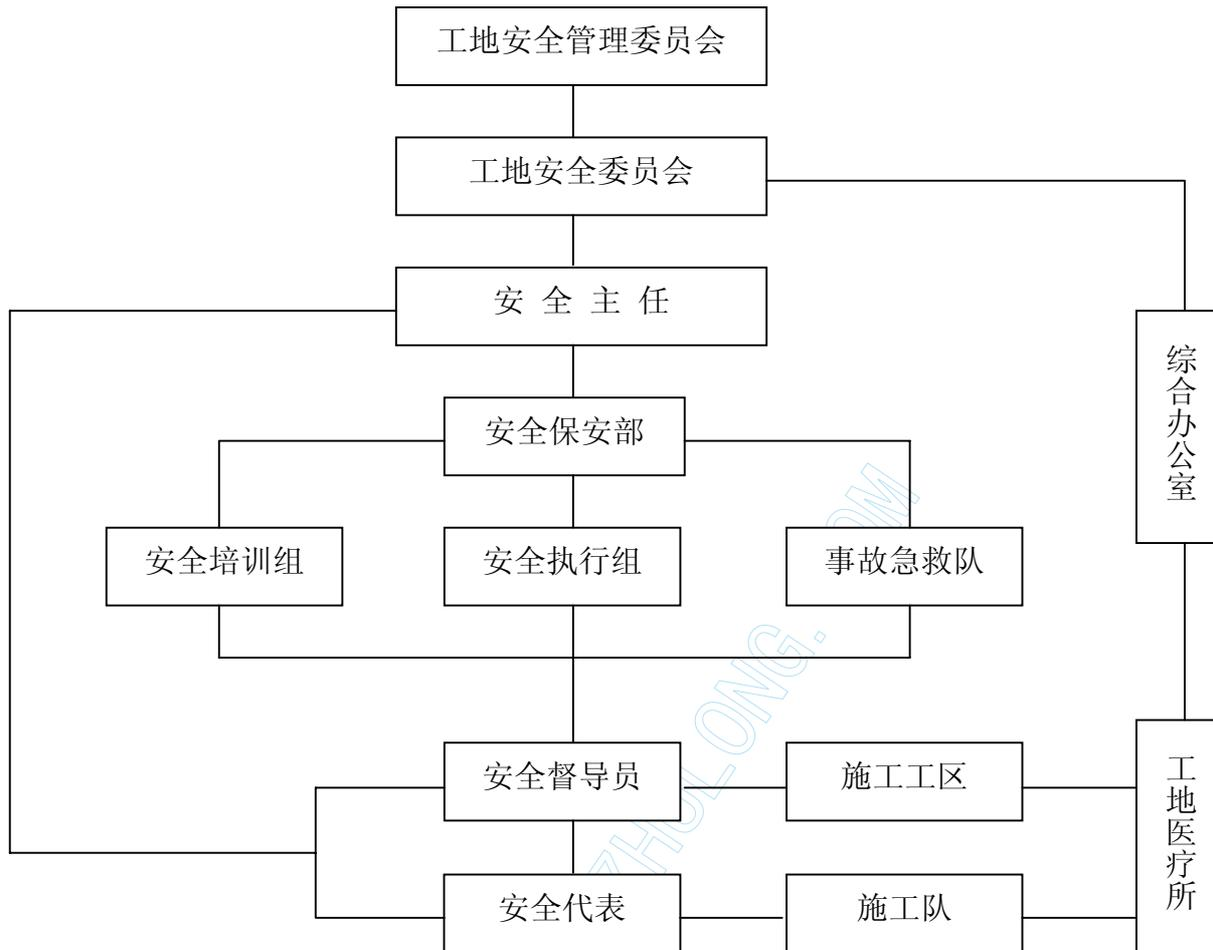 工地安全管理委员会
工地安全委员会
安 全 主 任
综合办公室
安全保安部
安全培训组
安全执行组
事故急救队
安全督导员
施工工区
工地医疗所
安全代表
施工队
ZHULONG. OM